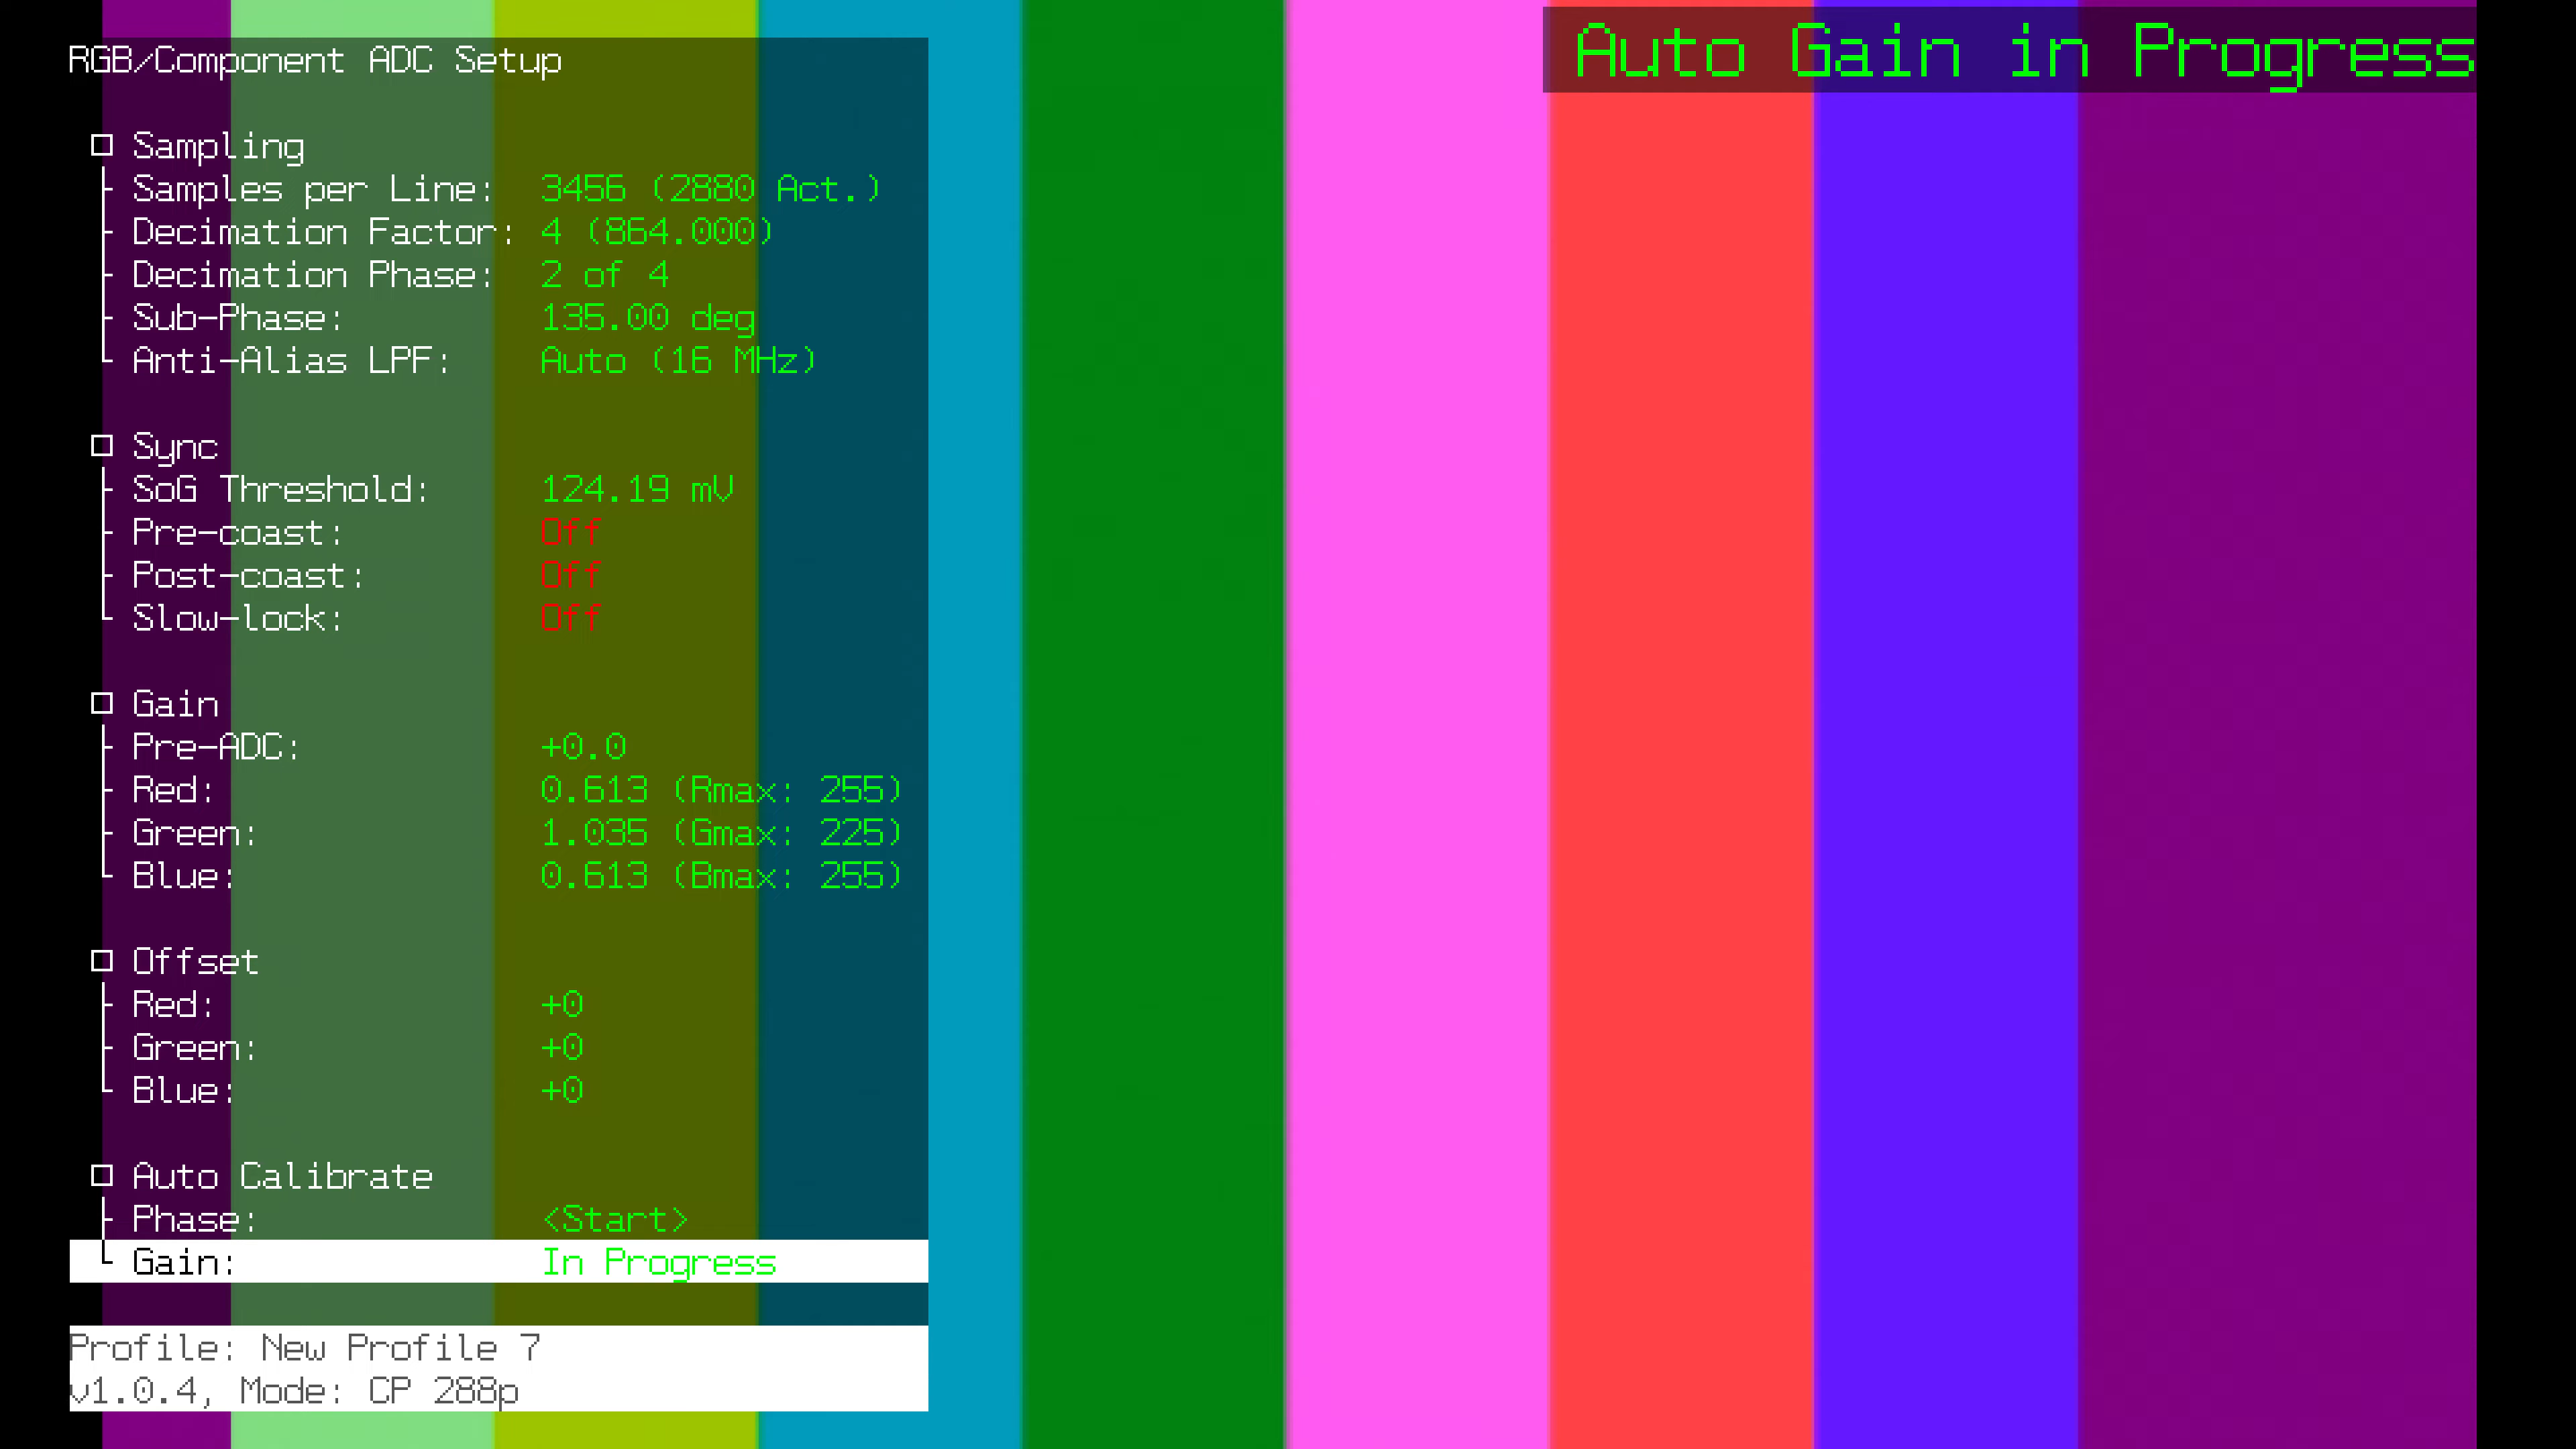 Auto Gain in Progress
RGB/Component ADC Setup
Sampling
Samples per Line: 3456 (2880 Act.)
Decimation Factor: 4 (864.000)
Decimation Phase: 2 of 4
Sub-Phase: 135.00 deg
Anti-Alias LPF: Auto (16 MHz)
Sync
SoG Threshold: 124.19 mV
Pre-coast: Off
Post-coast: Off
Slow-lock: Off
Gain
Pre-ADC: +0.0
Red: 0.613 (Rmax: 255)
Green: 1.035 (Gmax: 225)
Blue: 0.613 (Bmax: 255)
Offset
Red: +0
Green: +0
Blue: +0
Auto Calibrate
Phase: <Start>
Gain: In Progress
Profile: New Profile 7
v1.0.4, Mode: CP 288p